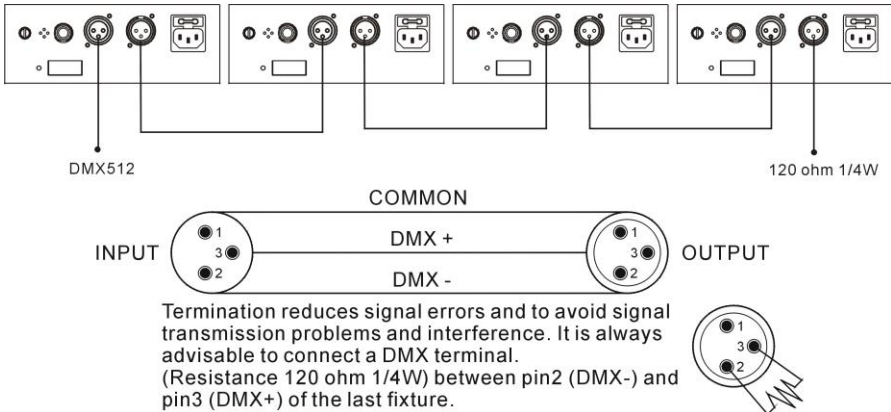 DMX512
120 ohm 1/4W
COMMON
INPUT
1
3
2
DMX +
DMX -
1
3
2
OUTPUT
Termination reduces signal errors and to avoid signal
transmission problems and interference. It is always
advisable to connect a DMX terminal.
(Resistance 120 ohm 1/4W) between pin2 (DMX-) and
pin3 (DMX+) of the last fixture.
1
3
2